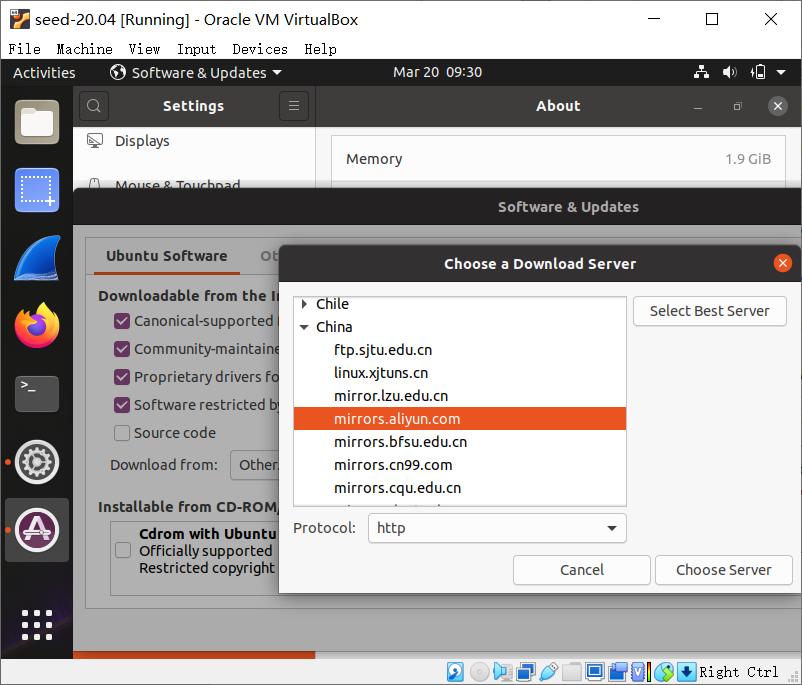 seed-20.04 [Running] - Oracle VM VirtualBox
File Machine View Input Devices Help
Activities Software & Updates Mar 20 09:30
Settings About
Displays
Memory 1.9 GiB
Mouse & Touchpad
Software & Updates
Ubuntu Software Ot
Choose a Download Server
Downloadable from the In
Chile
Select Best Server
Canonical-supported
China
Community-maintaine
ftp.sjtu.edu.cn
linux.xjtuns.cn
Proprietary drivers fo
mirror.lzu.edu.cn
Software restricted by
mirrors.aliyun.com
Source code
mirrors.bfsu.edu.cn
Download from: Other
mirrors.cn99.com
mirrors.cqu.edu.cn
Installable from CD-ROM/
Protocol: http
Cdrom with Ubuntu
Officially supported
Restricted copyright
Cancel Choose Server
Right Ctrl